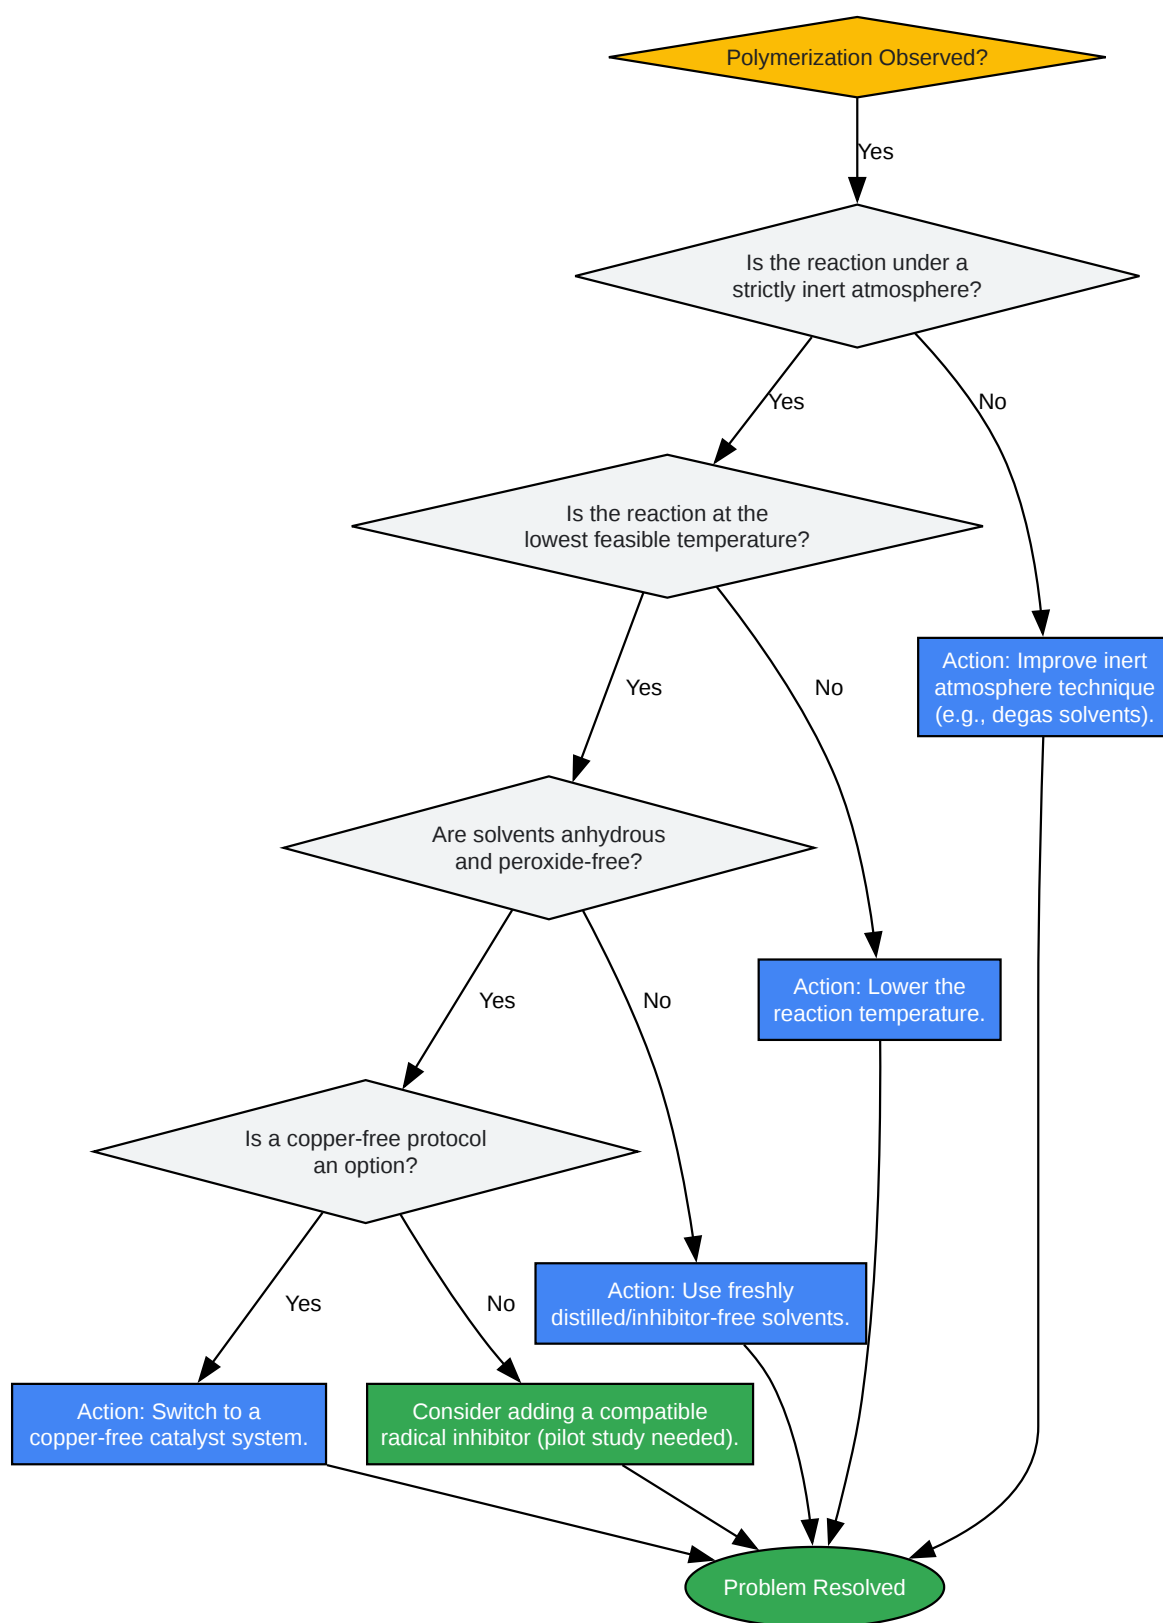 Polymerization Observed?
Yes
Is the reaction under a
strictly inert atmosphere?
Yes
No
Is the reaction at the
lowest feasible temperature?
Action: Improve inert
atmosphere technique
(e.g., degas solvents).
Yes
No
Are solvents anhydrous
and peroxide-free?
Action: Lower the
reaction temperature.
Yes
No
Is a copper-free protocol
an option?
Action: Use freshly
distilled/inhibitor-free solvents.
Yes
No
Action: Switch to a
copper-free catalyst system.
Consider adding a compatible
radical inhibitor (pilot study needed).
Problem Resolved